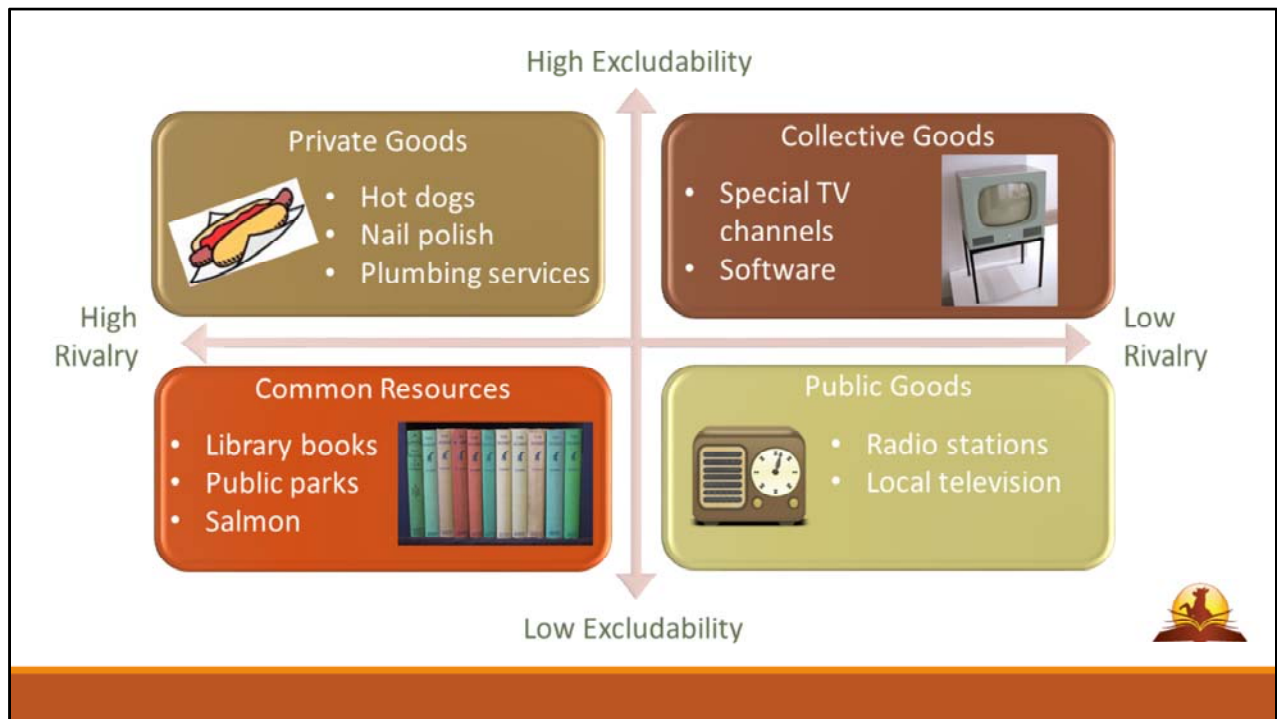 High Excludability
Private Goods
• Hot dogs
• Nail polish
• Plumbing services
Collective Goods
• Special TV
channels
• Software
High
Rivalry
Low
Rivalry
Common Resources
• Library books
• Public parks
• Salmon
Public Goods
• Radio stations
• Local television
Low Excludability